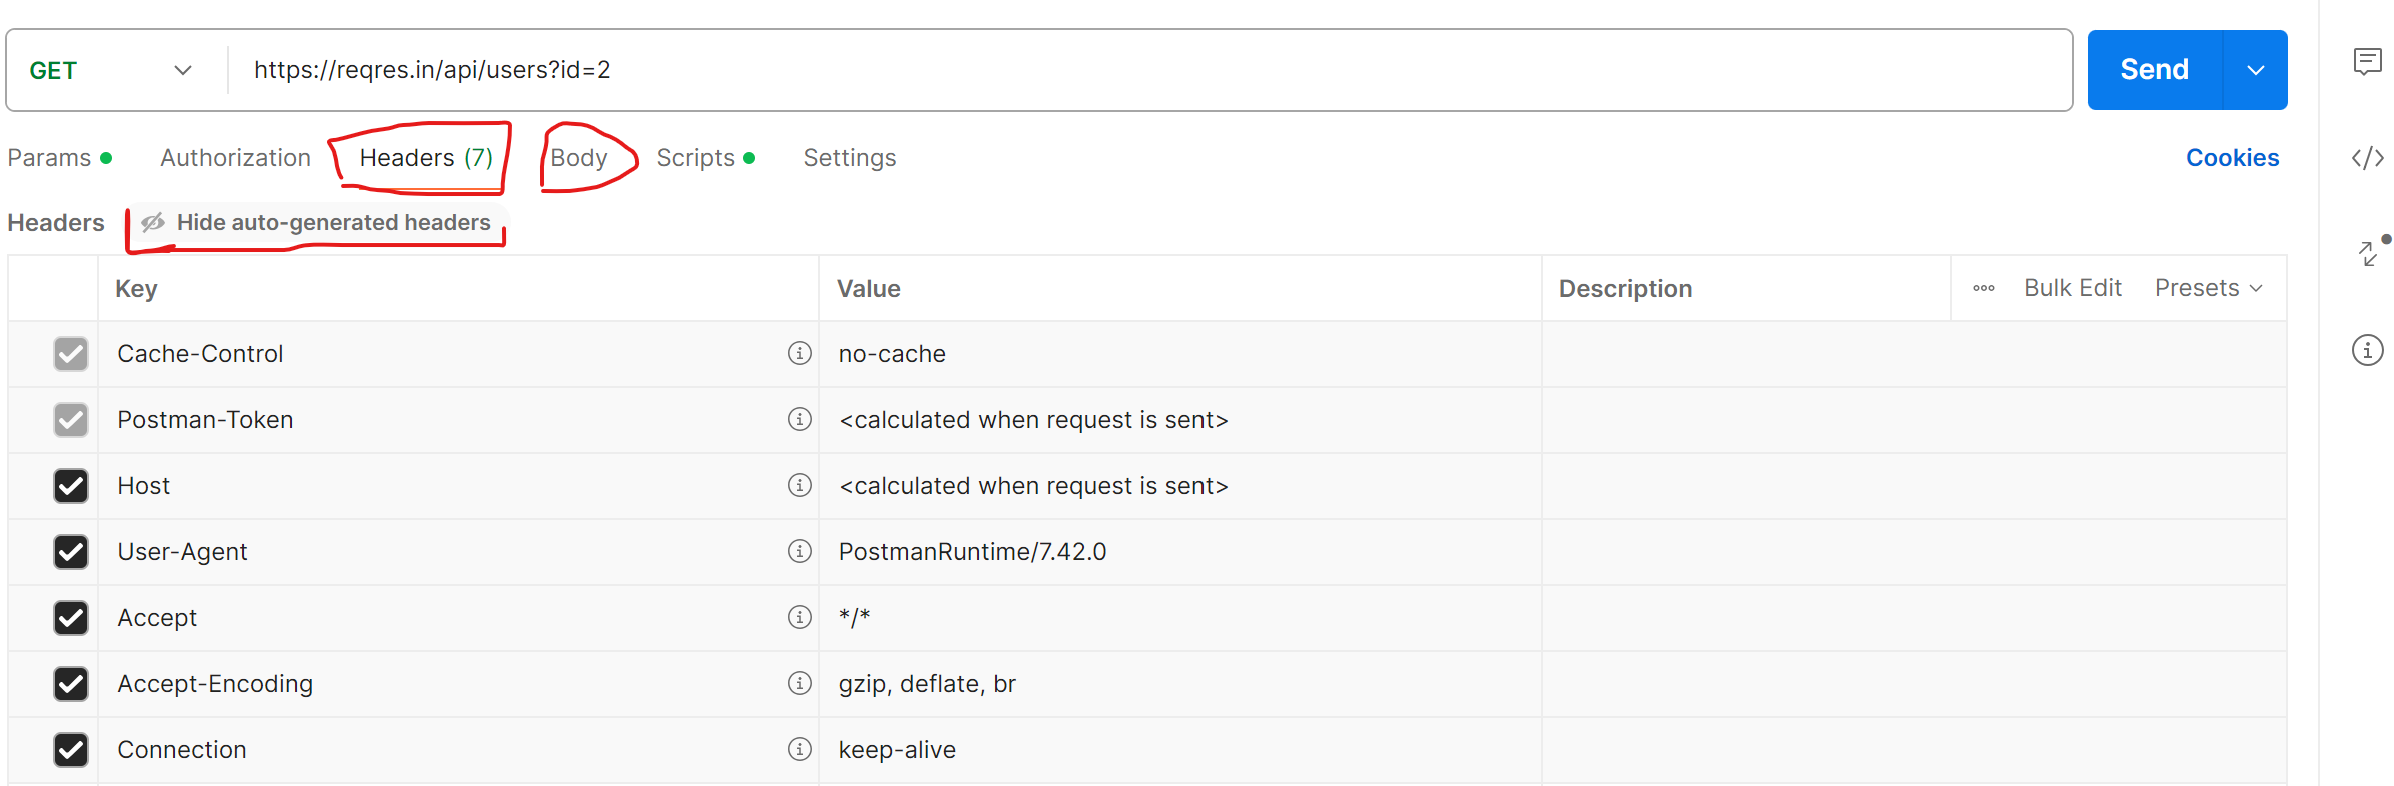 GET https://reqres.in/api/users?id=2 Send
Params Authorization Headers (7) Body Scripts Settings Cookies
Headers Hide auto-generated headers
Key Value Description Bulk Edit Presets
Cache-Control no-cache
Postman-Token <calculated when request is sent>
Host <calculated when request is sent>
User-Agent PostmanRuntime/7.42.0
Accept */*
Accept-Encoding gzip, deflate, br
Connection keep-alive